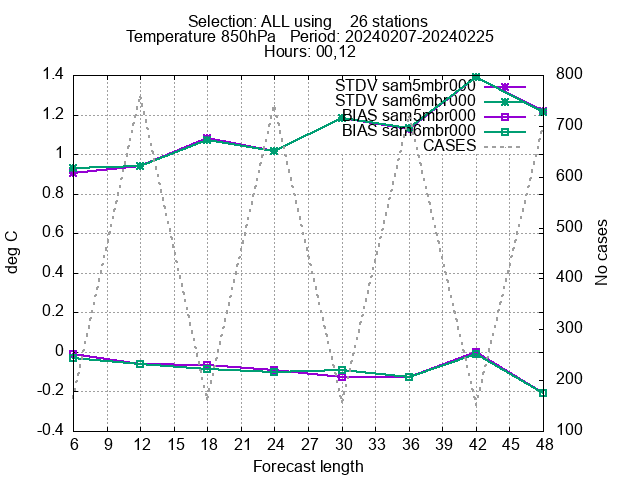 Selection: ALL using    26 stations
Temperature 850hPa   Period: 20240207-20240225
Hours: 00,12
STDV sam5mbr000
STDV sam6mbr000
BIAS sam5mbr000
BIAS sam6mbr000
CASES
1.4
1.2
1
0.8
0.6
0.4
0.2
0
-0.2
-0.4
deg C
800
700
600
500
400
300
200
100
No cases
6 9 12 15 18 21 24 27 30 33 36 39 42 45 48
Forecast length